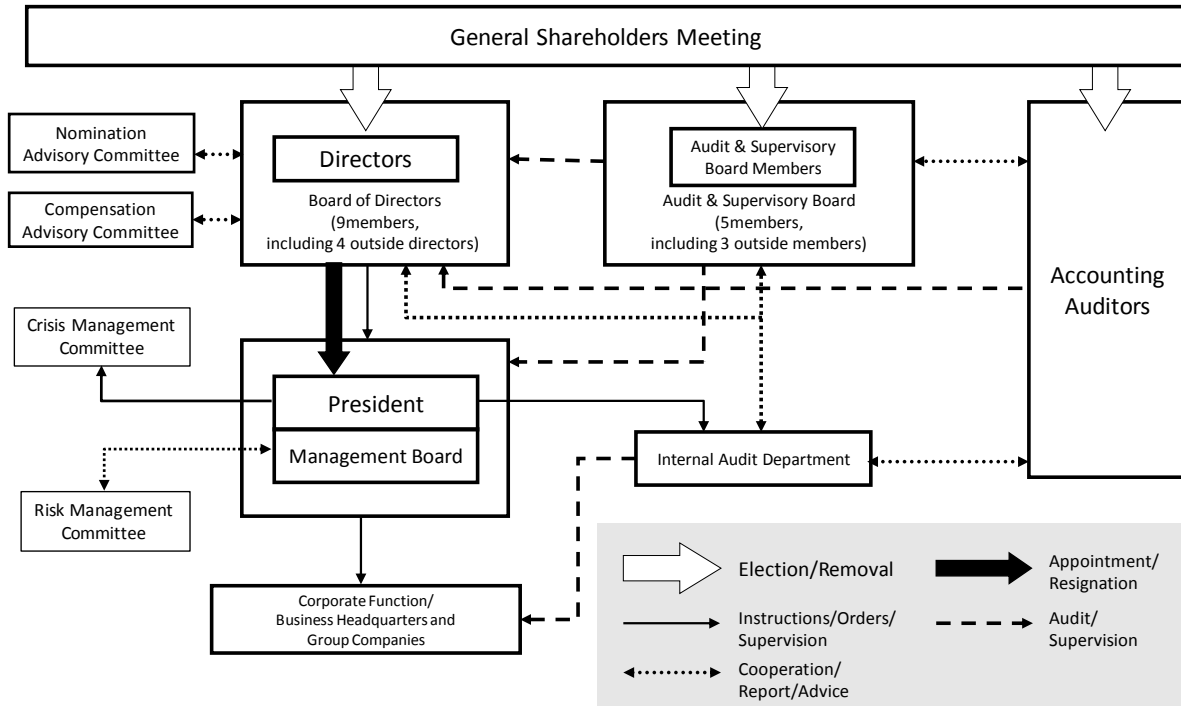 General Shareholders Meeting
Nomination
Advisory Committee
Directors
Audit & Supervisory
Board Members
Compensation
Advisory Committee
Board of Directors
(9members,
including 4 outside directors)
Audit & Supervisory Board
(5members,
including 3 outside members)
Accounting
Auditors
Crisis Management
Committee
President
Management Board
Internal Audit Department
Risk Management
Committee
Corporate Function/
Business Headquarters and
Group Companies
Election/Removal
Appointment/
Resignation
Instructions/Orders/
Supervision
Audit/
Supervision
Cooperation/
Report/Advice